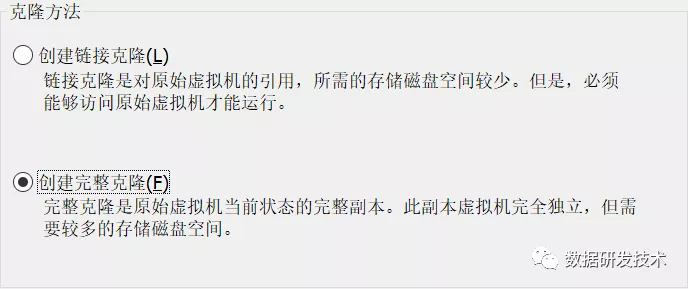 克隆方法
创建链接克隆(L)
链接克隆是对原始虚拟机的引用，所需的存储磁盘空间较少。但是，必须
能够访问原始虚拟机才能运行。
创建完整克隆(F)
完整克隆是原始虚拟机当前状态的完整副本。此副本虚拟机完全独立，但需
要较多的存储磁盘空间。
数据研发技术